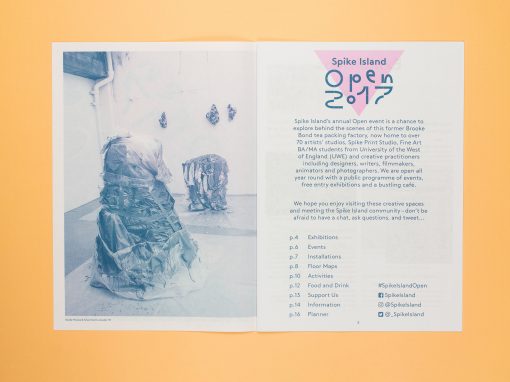 Spike Island
Open
2017
Spike Island's annual Open event is a chance to
explore behind the scenes of this former Brooke
Bond tea packing factory, now home to over
70 artists' studios, Spike Print Studio, Fine Art
BA/MA students from University of the West
of England (UWE) and creative practitioners
including designers, writers, filmmakers,
animators and photographers. We are open all
year round with a public programme of events,
free entry exhibitions and a bustling café.
We hope you enjoy visiting these creative spaces
and meeting the Spike Island community – don't be
afraid to have a chat, ask questions, and tweet...
p.4 Exhibitions
p.6 Events
p.7 Installations
p.8 Floor Maps
p.10 Activities
p.12 Food and Drink
p.13 Support Us
p.14 Information
p.16 Planner
#SpikeIslandOpen
SpikeIsland
@SpikeIsland
@_SpikeIsland